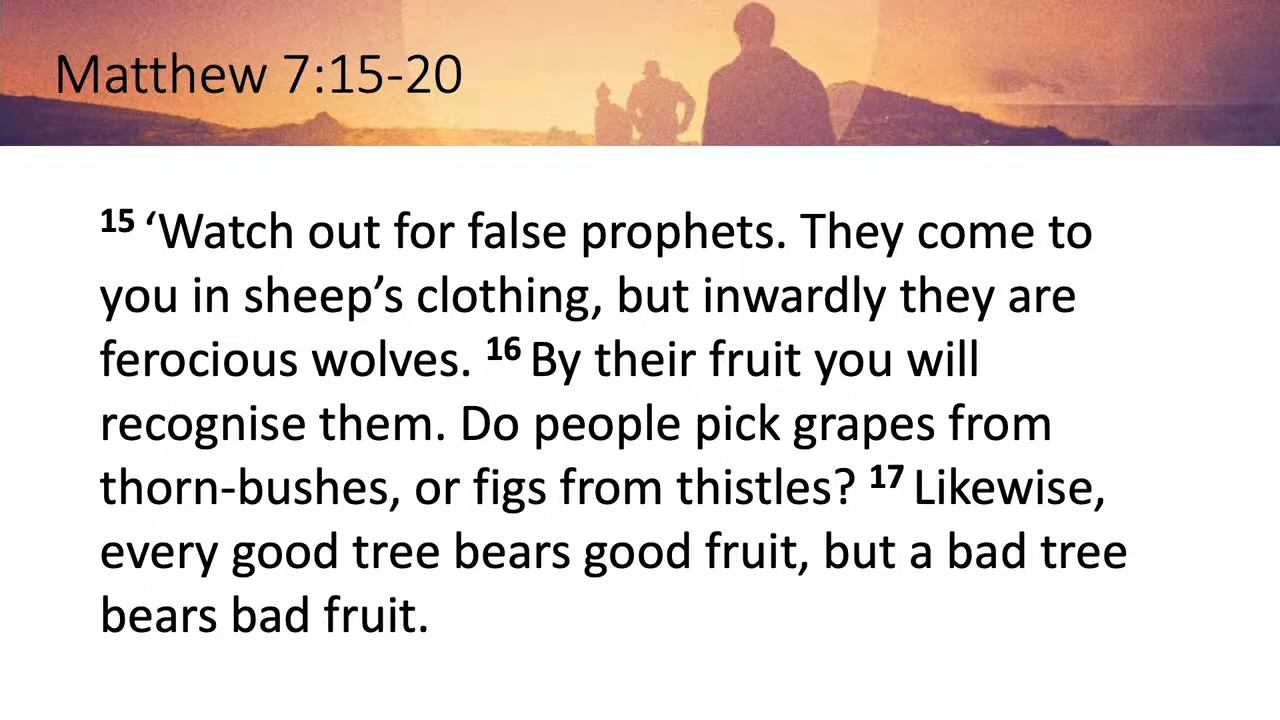 Matthew 7:15-20
15 ‘Watch out for false prophets. They come to
you in sheep’s clothing, but inwardly they are
ferocious wolves. 16 By their fruit you will
recognise them. Do people pick grapes from
thorn-bushes, or figs from thistles? 17 Likewise,
every good tree bears good fruit, but a bad tree
bears bad fruit.